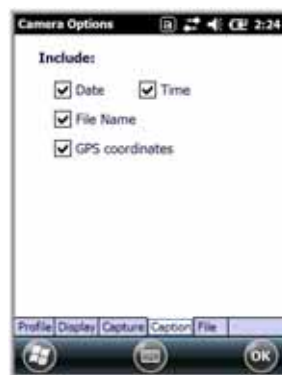 Camera Options 2:24
Include:
Date Time
File Name
GPS coordinates
Profile Display Capture Caption File
OK